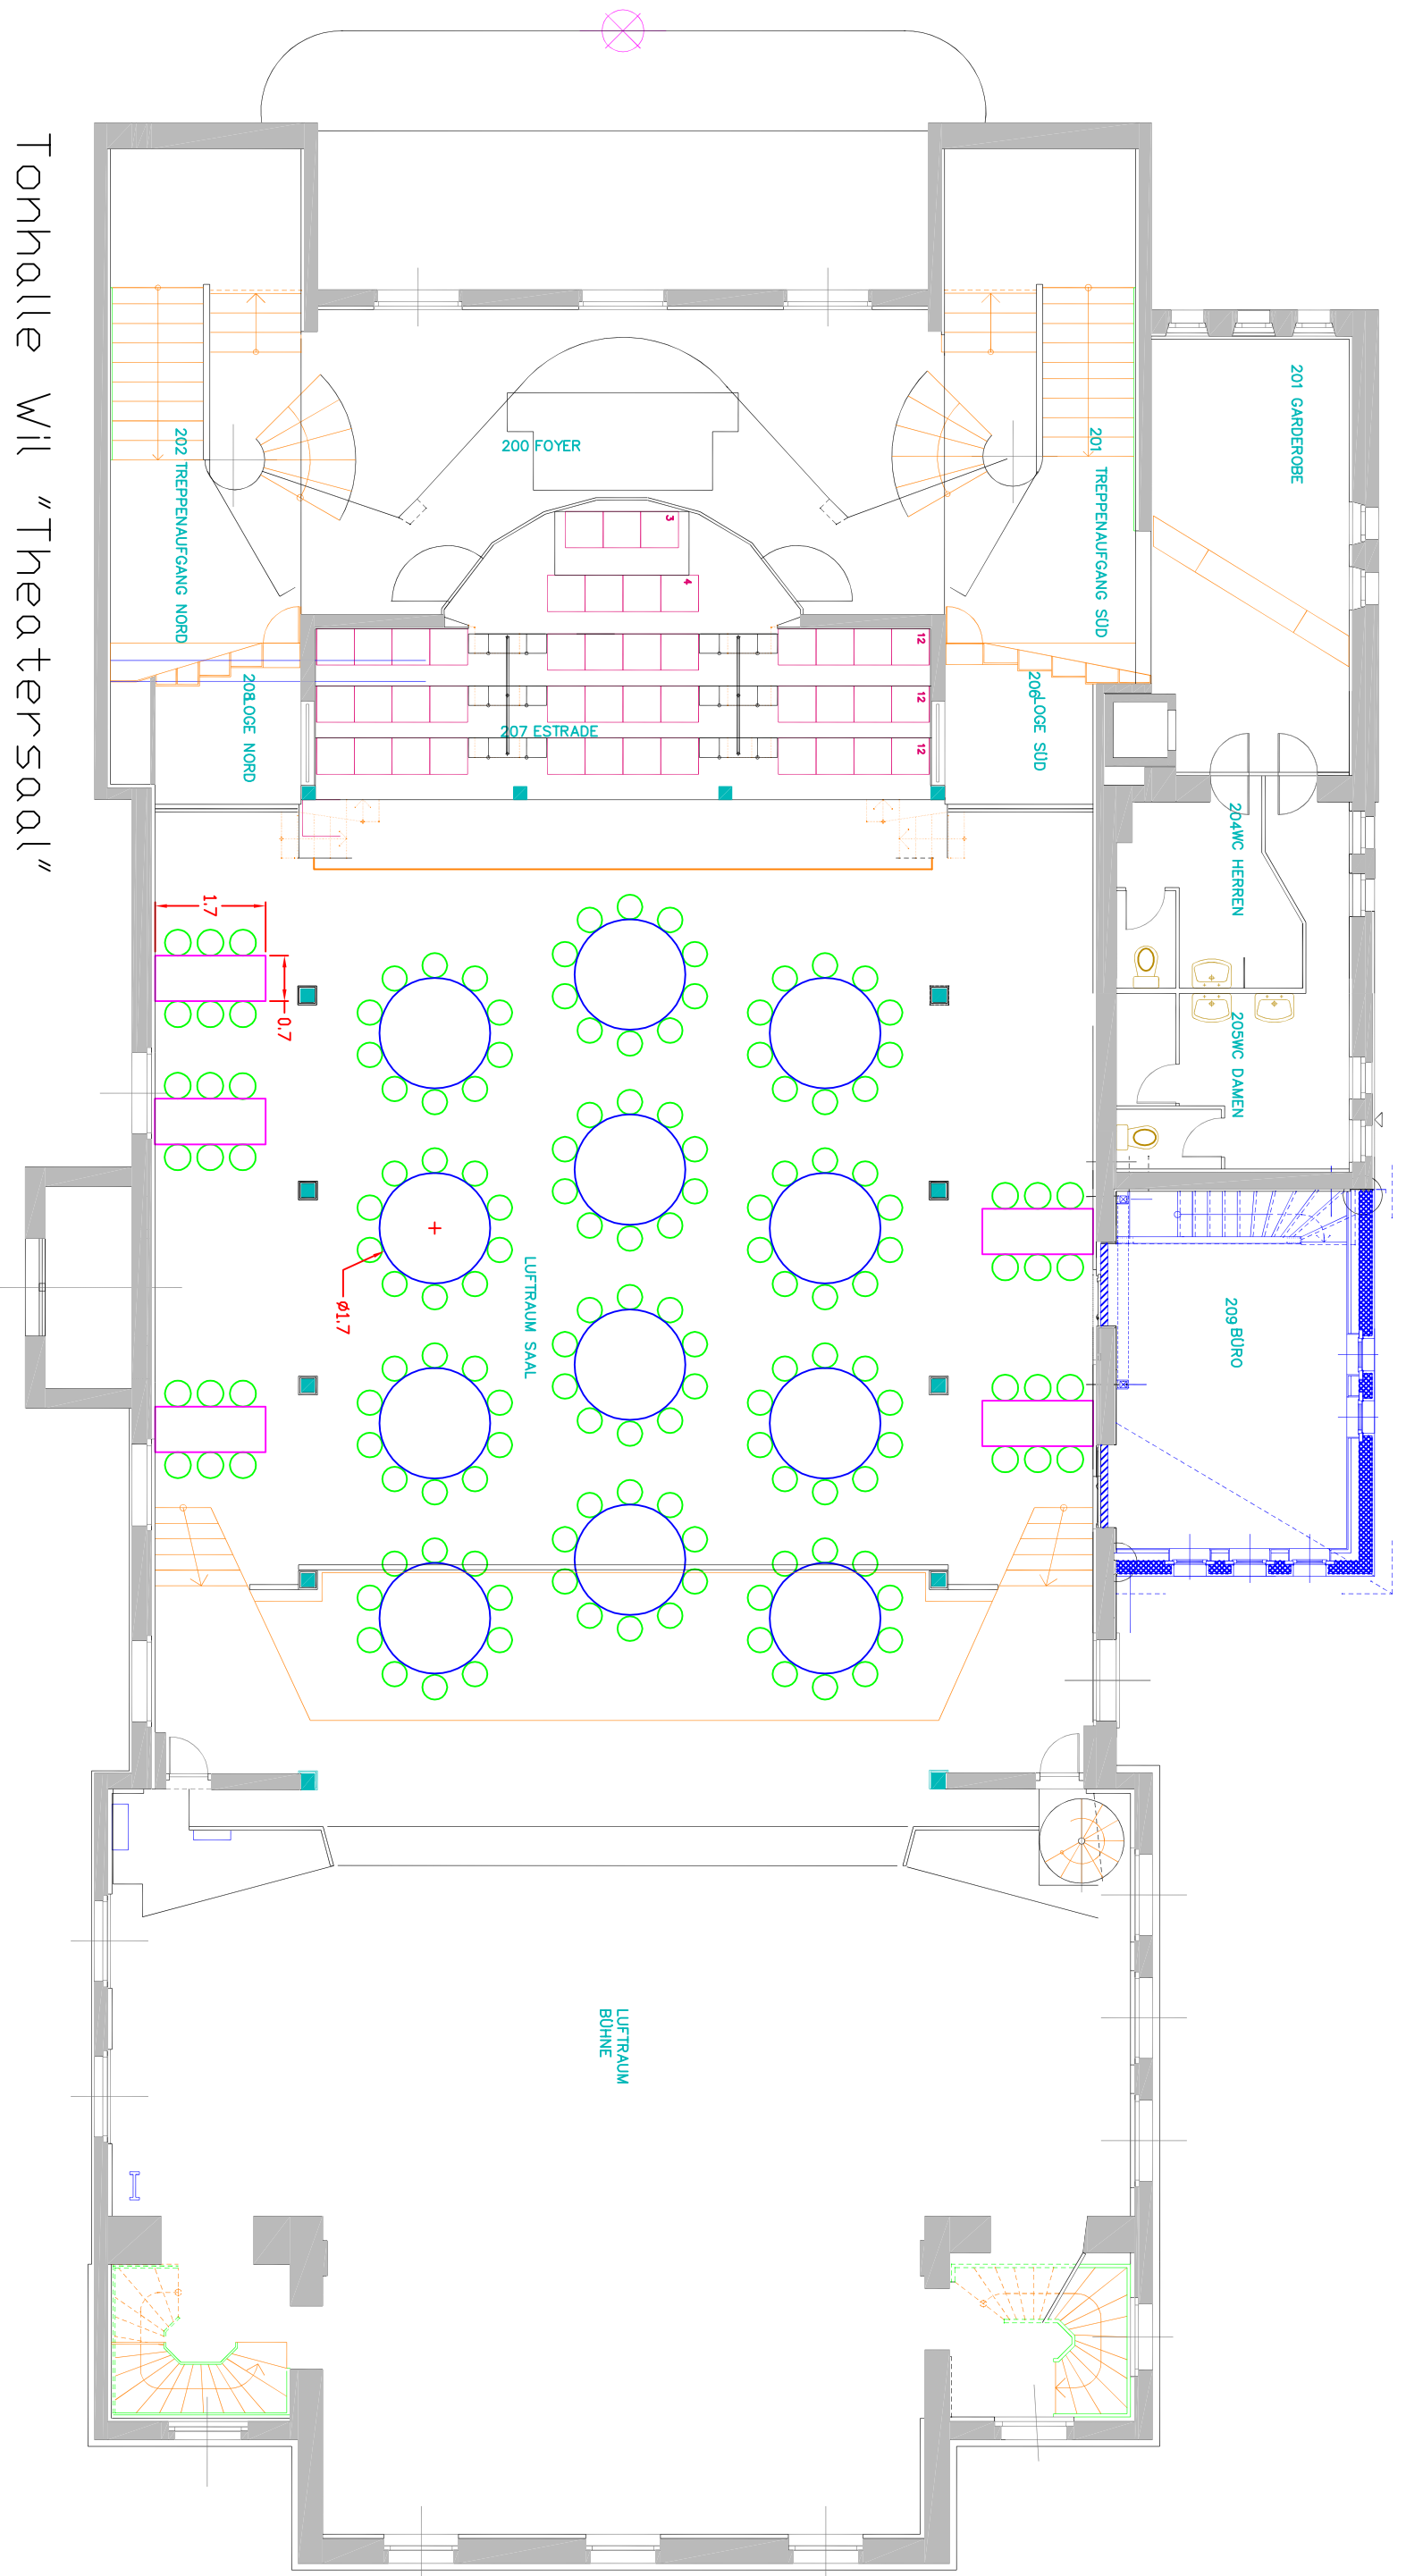 Tonhalle Wil "Theatersaal"
201 GARDEROBE
200 FOYER
202 TREPPENAUFGANG NORD
201 TREPPENAUFGANG SÜD
3
4
12
12
12
208LOGE NORD
206LOGE SÜD
207 ESTRADE
204WC HERREN
205WC DAMEN
1.7
0.7
ø1.7
LUFTRAUM SAAL
209 BÜRO
LUFTRAUM
BÜHNE